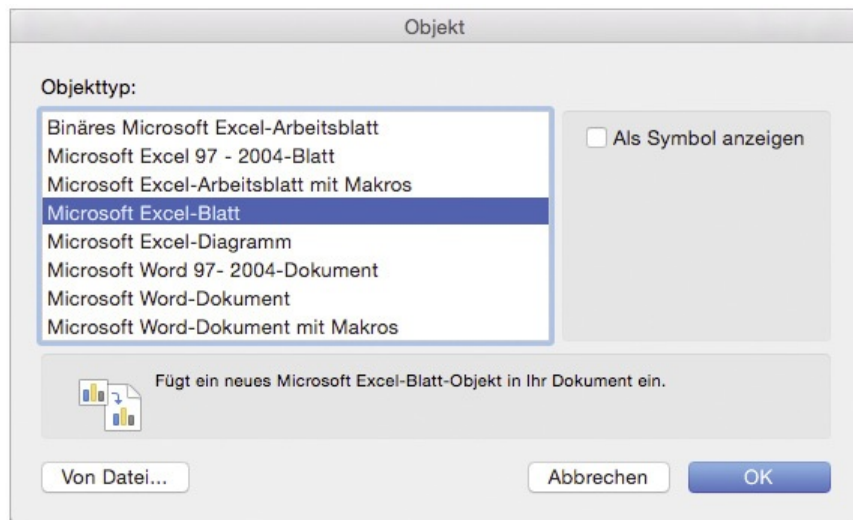 Objekt
Objekttyp:
Binäres Microsoft Excel-Arbeitsblatt
Microsoft Excel 97 - 2004-Blatt
Microsoft Excel-Arbeitsblatt mit Makros
Microsoft Excel-Blatt
Microsoft Excel-Diagramm
Microsoft Word 97- 2004-Dokument
Microsoft Word-Dokument
Microsoft Word-Dokument mit Makros
Als Symbol anzeigen
Fügt ein neues Microsoft Excel-Blatt-Objekt in Ihr Dokument ein.
Von Datei...
Abbrechen
OK